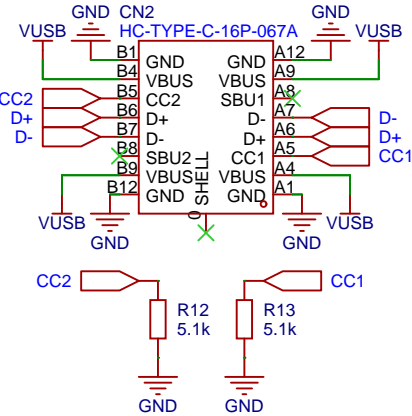 GND CN2 GND
VUSB HC-TYPE-C-16P-067A VUSB
B1 GND GND A12
B4 VBUS VBUS A9
CC2 B5 CC2 SBU1 A8
D+ B6 D+ D- A7 D-
D- B7 D- D+ A6 D+
B8 SBU2 CC1 A5 CC1
B9 VBUS VBUS A4
B12 GND GND A1
SHELL
0
VUSB VUSB
GND GND
CC2 CC1
R12 R13
5.1k 5.1k
GND GND